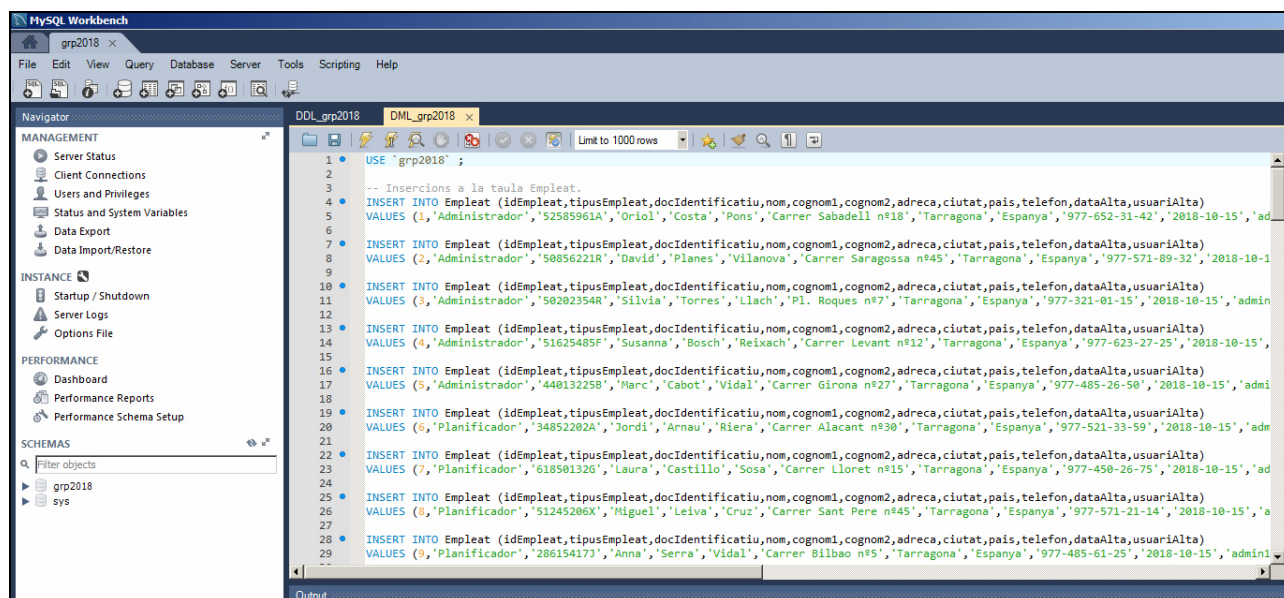 MySQL Workbench
grp2018 ×
File Edit View Query Database Server Tools Scripting Help
Navigator
MANAGEMENT
Server Status
Client Connections
Users and Privileges
Status and System Variables
Data Export
Data Import/Restore
INSTANCE
Startup / Shutdown
Server Logs
Options File
PERFORMANCE
Dashboard
Performance Reports
Performance Schema Setup
SCHEMAS
Filter objects
grp2018
sys
DDL_grp2018 DML_grp2018 ×
Limit to 1000 rows
1 USE `grp2018` ;
2
3 -- Insercions a la taula Empleat.
4 INSERT INTO Empleat (idEmpleat,tipusEmpleat,docIdentificatiu,nom,cognom1,cognom2,adreca,ciutat,pais,telefon,dataAlta,usuariAlta)
5 VALUES (1,'Administrador','52585961A','Oriol','Costa','Pons','Carrer Sabadell nº18','Tarragona','Espanya','977-652-31-42','2018-10-15','ad
6
7 INSERT INTO Empleat (idEmpleat,tipusEmpleat,docIdentificatiu,nom,cognom1,cognom2,adreca,ciutat,pais,telefon,dataAlta,usuariAlta)
8 VALUES (2,'Administrador','50856221R','David','Planes','Vilanova','Carrer Saragossa nº45','Tarragona','Espanya','977-571-89-32','2018-10-1
9
10 INSERT INTO Empleat (idEmpleat,tipusEmpleat,docIdentificatiu,nom,cognom1,cognom2,adreca,ciutat,pais,telefon,dataAlta,usuariAlta)
11 VALUES (3,'Administrador','50202354R','Silvia','Torres','Llach','Pl. Roques nº7','Tarragona','Espanya','977-321-01-15','2018-10-15','admin
12
13 INSERT INTO Empleat (idEmpleat,tipusEmpleat,docIdentificatiu,nom,cognom1,cognom2,adreca,ciutat,pais,telefon,dataAlta,usuariAlta)
14 VALUES (4,'Administrador','51625485F','Susanna','Bosch','Reixach','Carrer Levant nº12','Tarragona','Espanya','977-623-27-25','2018-10-15',
15
16 INSERT INTO Empleat (idEmpleat,tipusEmpleat,docIdentificatiu,nom,cognom1,cognom2,adreca,ciutat,pais,telefon,dataAlta,usuariAlta)
17 VALUES (5,'Administrador','44013225B','Marc','Cabot','Vidal','Carrer Girona nº27','Tarragona','Espanya','977-485-26-50','2018-10-15','admi
18
19 INSERT INTO Empleat (idEmpleat,tipusEmpleat,docIdentificatiu,nom,cognom1,cognom2,adreca,ciutat,pais,telefon,dataAlta,usuariAlta)
20 VALUES (6,'Planificador','34852202A','Jordi','Arnau','Riera','Carrer Alacant nº30','Tarragona','Espanya','977-521-33-59','2018-10-15','adm
21
22 INSERT INTO Empleat (idEmpleat,tipusEmpleat,docIdentificatiu,nom,cognom1,cognom2,adreca,ciutat,pais,telefon,dataAlta,usuariAlta)
23 VALUES (7,'Planificador','61850132G','Laura','Castillo','Sosa','Carrer Lloret nº15','Tarragona','Espanya','977-450-26-75','2018-10-15','ad
24
25 INSERT INTO Empleat (idEmpleat,tipusEmpleat,docIdentificatiu,nom,cognom1,cognom2,adreca,ciutat,pais,telefon,dataAlta,usuariAlta)
26 VALUES (8,'Planificador','51245206X','Miguel','Leiva','Cruz','Carrer Sant Pere nº45','Tarragona','Espanya','977-571-21-14','2018-10-15','a
27
28 INSERT INTO Empleat (idEmpleat,tipusEmpleat,docIdentificatiu,nom,cognom1,cognom2,adreca,ciutat,pais,telefon,dataAlta,usuariAlta)
29 VALUES (9,'Planificador','28615417J','Anna','Serra','Vidal','Carrer Bilbao nº5','Tarragona','Espanya','977-485-61-25','2018-10-15','admin1
Output